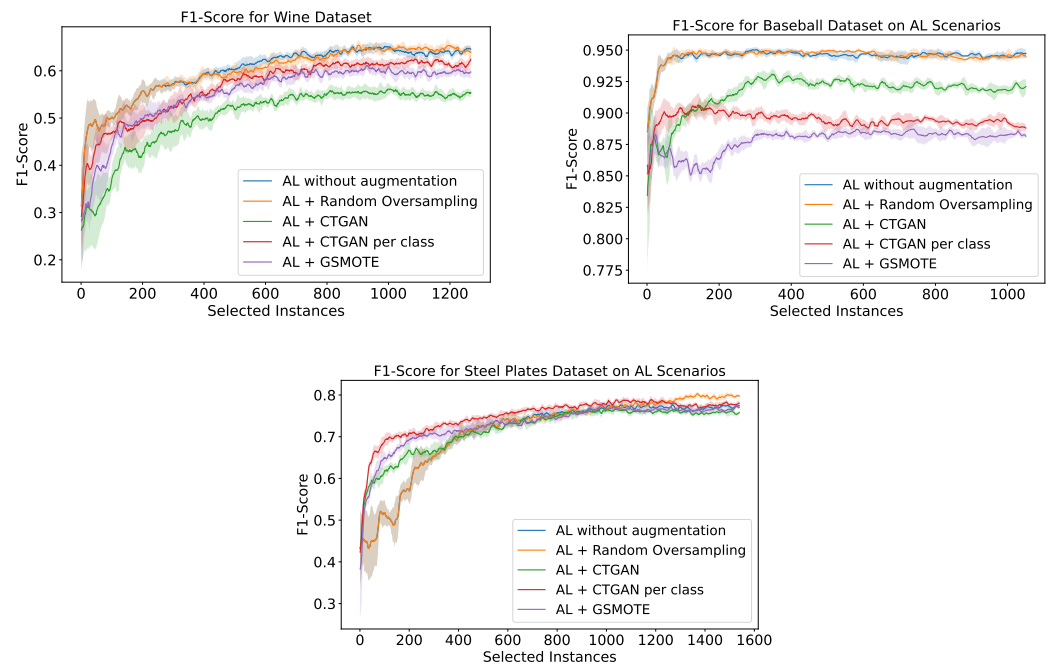 F1-Score for Wine Dataset
F1-Score
0.6
0.5
0.4
0.3
0.2
AL without augmentation
AL + Random Oversampling
AL + CTGAN
AL + CTGAN per class
AL + GSMOTE
0 200 400 600 800 1000 1200
Selected Instances
F1-Score for Baseball Dataset on AL Scenarios
F1-Score
0.950
0.925
0.900
0.875
0.850
0.825
0.800
0.775
AL without augmentation
AL + Random Oversampling
AL + CTGAN
AL + CTGAN per class
AL + GSMOTE
0 200 400 600 800 1000
Selected Instances
F1-Score for Steel Plates Dataset on AL Scenarios
F1-Score
0.8
0.7
0.6
0.5
0.4
0.3
AL without augmentation
AL + Random Oversampling
AL + CTGAN
AL + CTGAN per class
AL + GSMOTE
0 200 400 600 800 1000 1200 1400 1600
Selected Instances